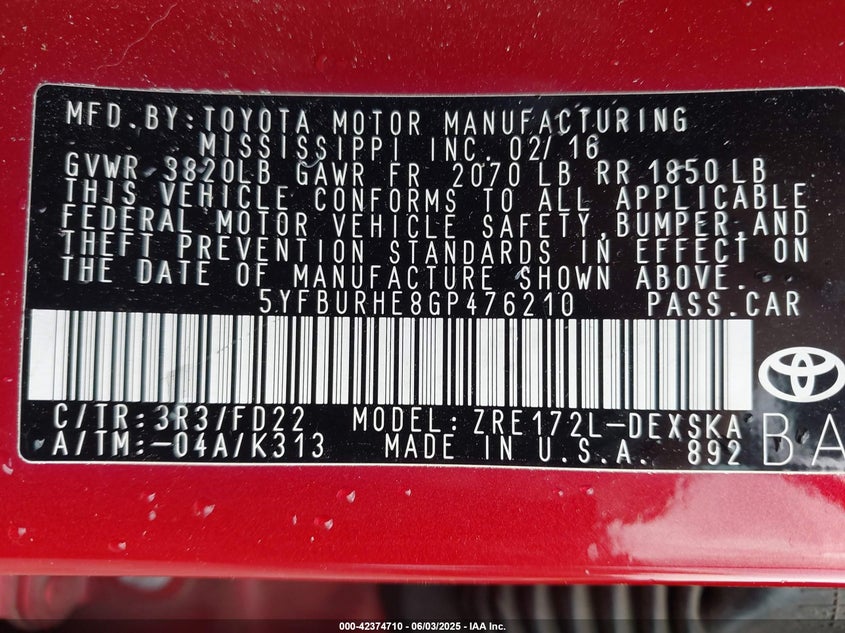 MFD.BY:TOYOTA MOTOR MANUFACTURING
MISSISSIPPI INC. 02/16
GVWR 3820LB GAWR FR 2070 LB RR 1850 LB
THIS VEHICLE CONFORMS TO ALL APPLICABLE
FEDERAL MOTOR VEHICLE SAFETY,BUMPER,AND
THEFT PREVENTION STANDARDS IN EFFECT ON
THE DATE OF MANUFACTURE SHOWN ABOVE.
5YFBURHE8GP476210 PASS.CAR
C/TR:3R3/FD22 MODEL:ZRE172L-DEXSKA
A/TM:-04A/K313 MADE IN U.S.A. 892 BA
000-42374710 - 06/03/2025 - IAA Inc.